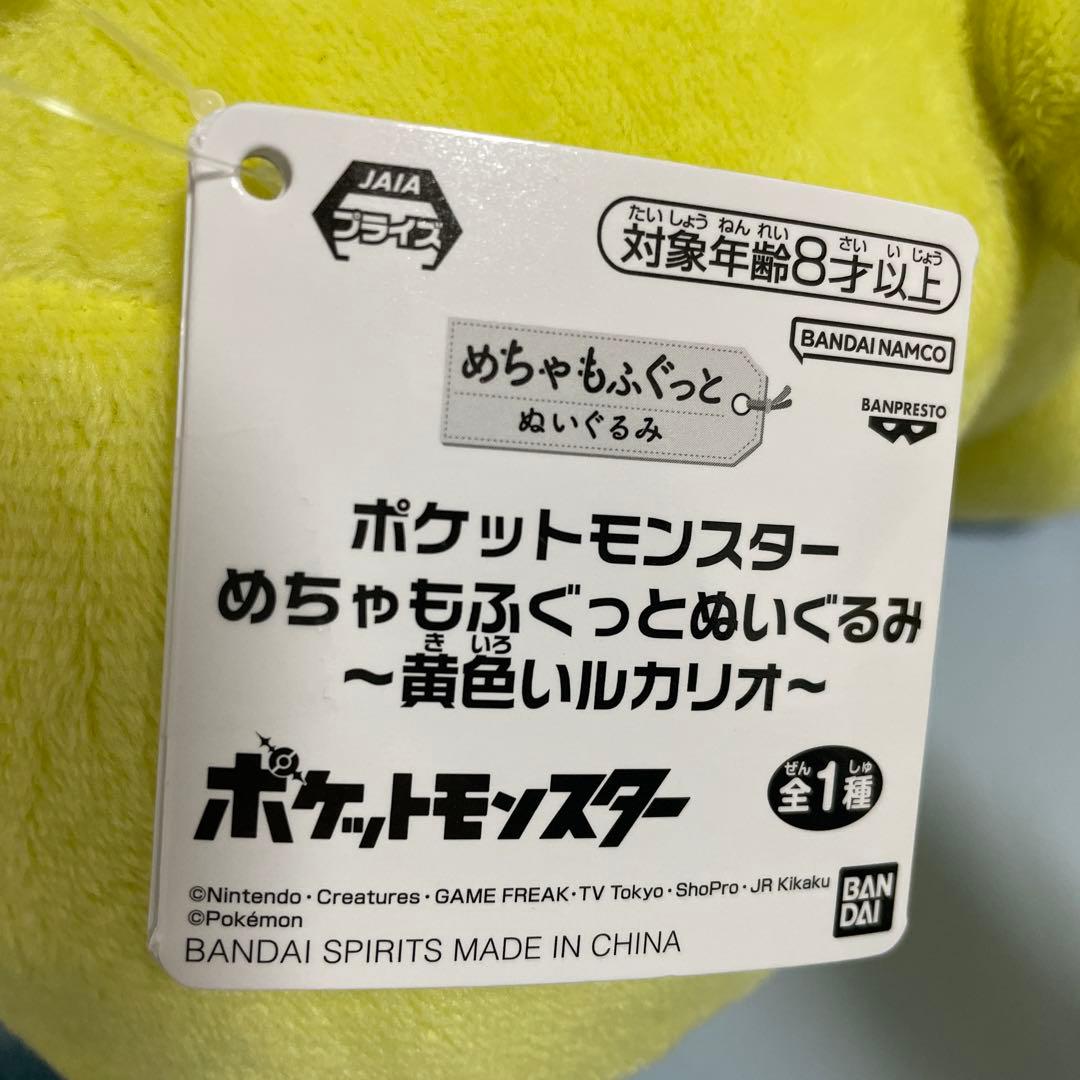 JAIA
プライズ
たいしょうねんれい さい いじょう
対象年齢8才以上
BANDAI NAMCO
BANPRESTO
めちゃもふぐっと
ぬいぐるみ
ポケットモンスター
めちゃもふぐっとぬいぐるみ
き いろ
~黄色いルカリオ~
ポケットモンスター
ぜん しゅ
全1種
©Nintendo・Creatures・GAME FREAK・TV Tokyo・ShoPro・JR Kikaku
©Pokémon
BANDAI SPIRITS MADE IN CHINA
BAN
DAI